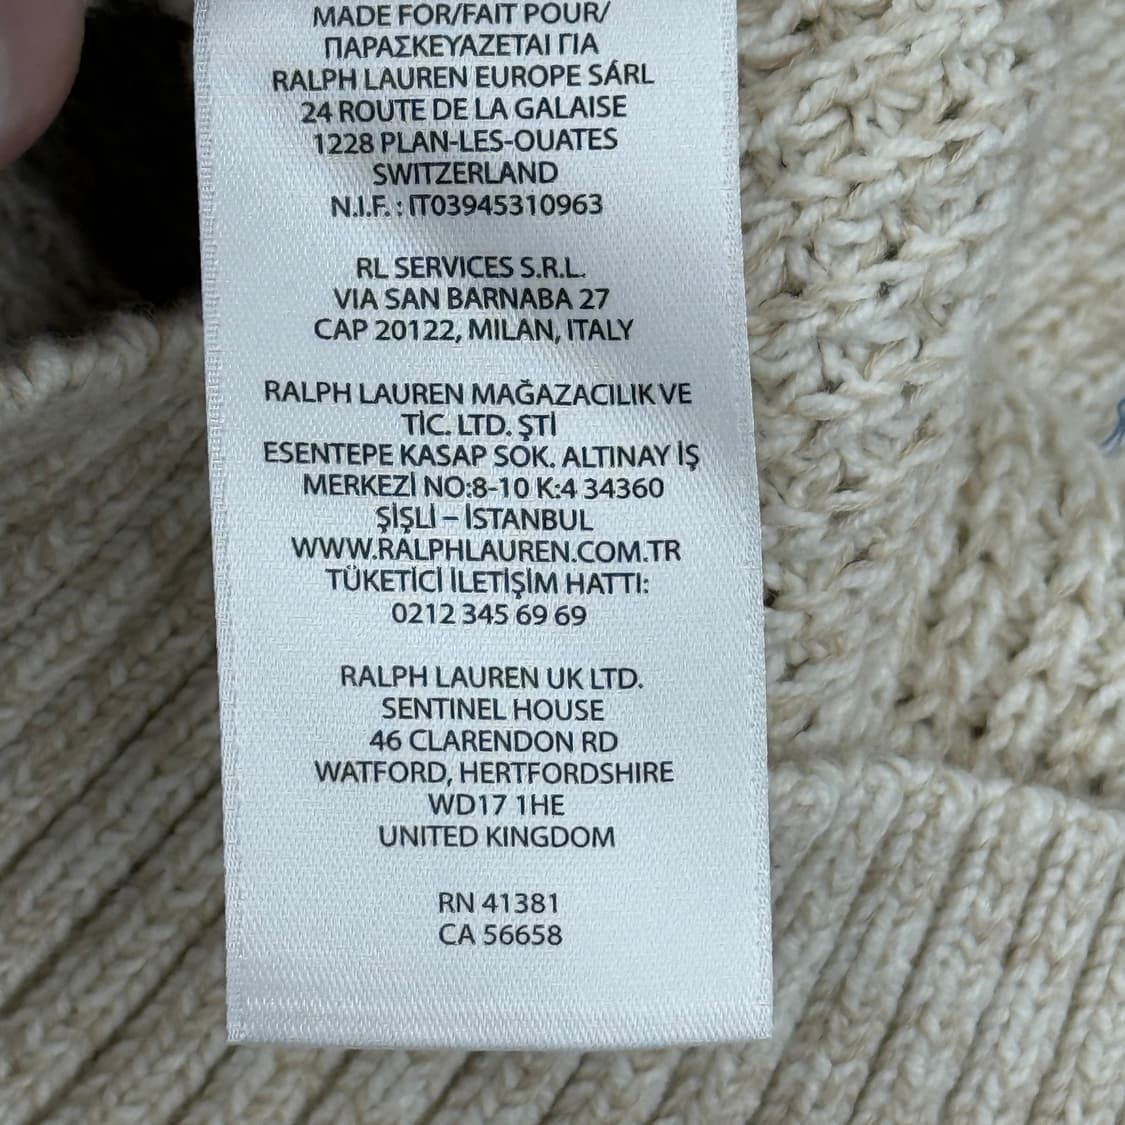 MADE FOR/FAIT POUR/
ΠΑΡΑΣΚΕΥΑΖΕΤΑΙ ΓΙΑ
RALPH LAUREN EUROPE SÁRL
24 ROUTE DE LA GALAISE
1228 PLAN-LES-OUATES
SWITZERLAND
N.I.F. : IT03945310963
RL SERVICES S.R.L.
VIA SAN BARNABA 27
CAP 20122, MILAN, ITALY
RALPH LAUREN MAĞAZACILIK VE
TİC. LTD. ŞTİ
ESENTEPE KASAP SOK. ALTINAY İŞ
MERKEZİ NO:8-10 K:4 34360
ŞİŞLİ – İSTANBUL
WWW.RALPHLAUREN.COM.TR
TÜKETİCİ İLETİŞİM HATTI:
0212 345 69 69
RALPH LAUREN UK LTD.
SENTINEL HOUSE
46 CLARENDON RD
WATFORD, HERTFORDSHIRE
WD17 1HE
UNITED KINGDOM
RN 41381
CA 56658